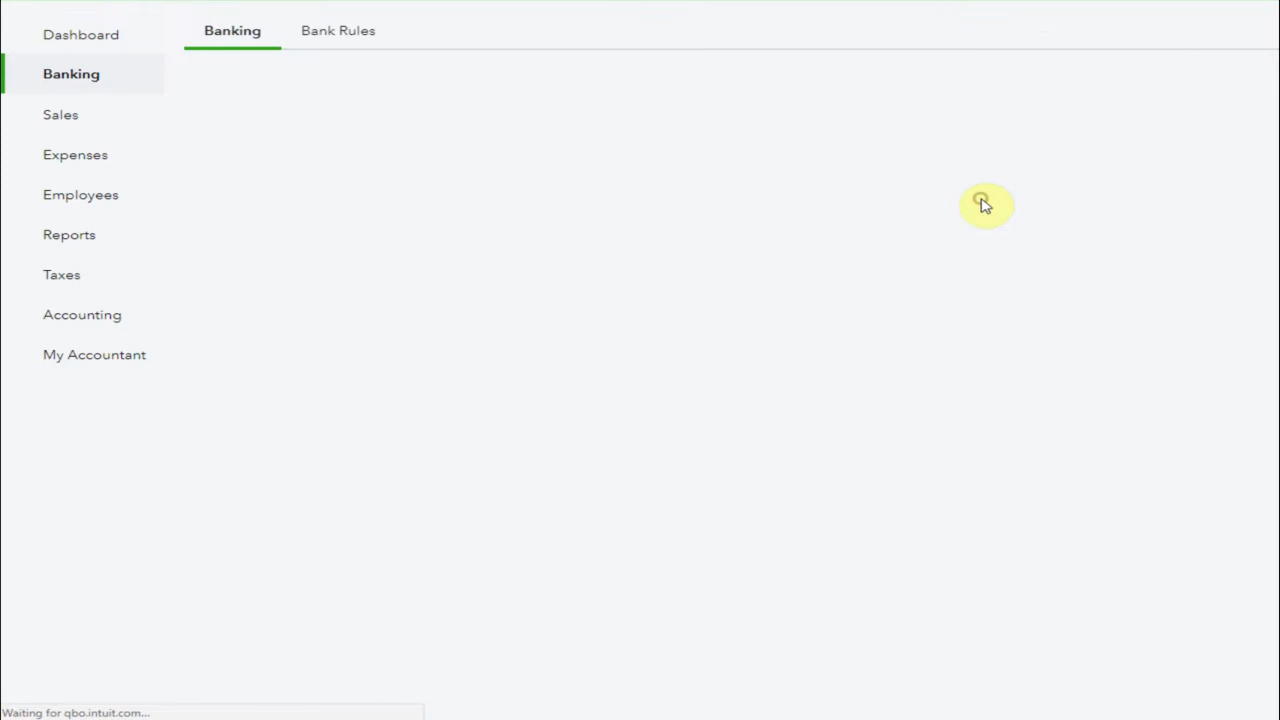 Dashboard
Banking
Sales
Expenses
Employees
Reports
Taxes
Accounting
My Accountant
Banking Bank Rules
Waiting for qbo.intuit.com...